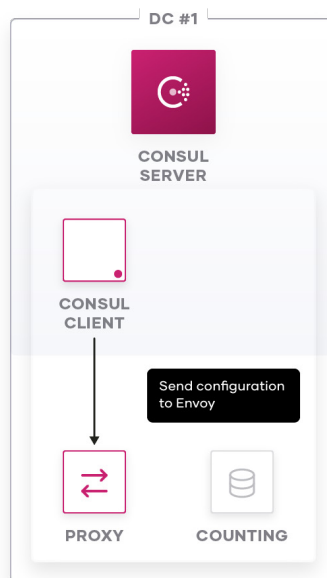 DC #1
CONSUL
SERVER
CONSUL
CLIENT
Send configuration
to Envoy
PROXY
COUNTING